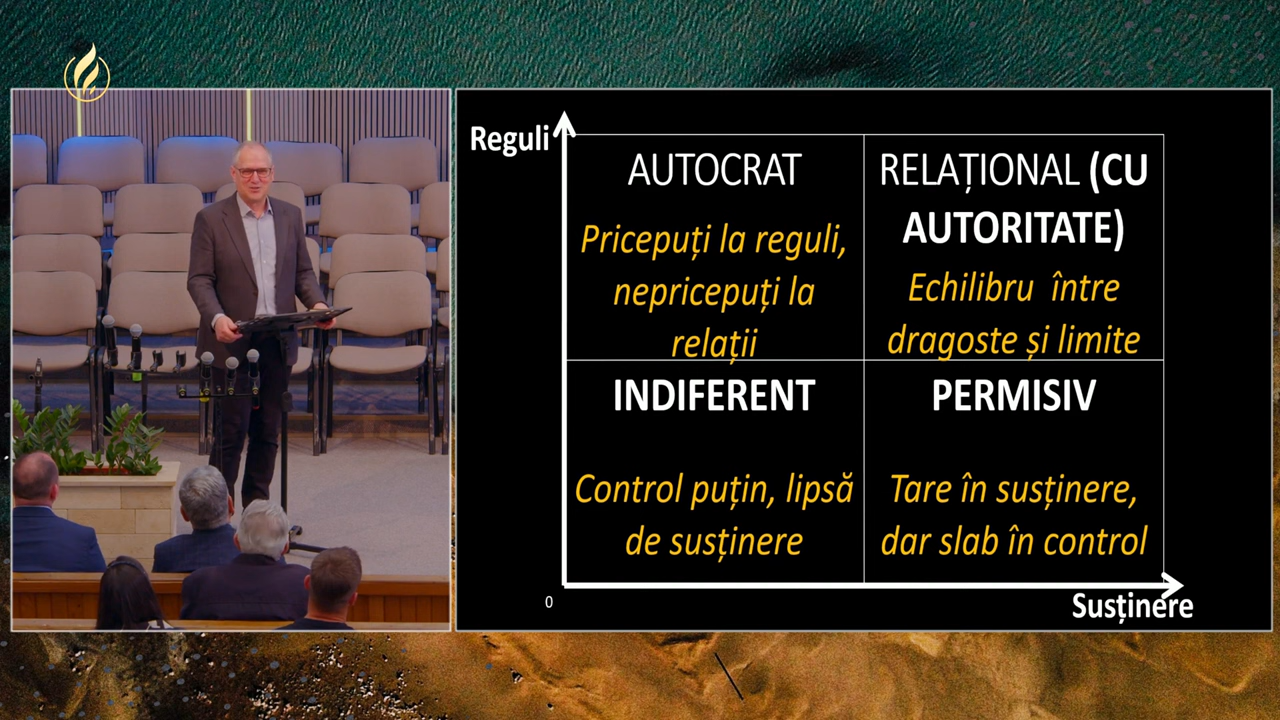 Reguli
AUTOCRAT
Pricepuți la reguli,
nepricepuți la
relații
RELAȚIONAL (CU
AUTORITATE)
Echilibru între
dragoste și limite
INDIFERENT
Control puțin, lipsă
de susținere
PERMISIV
Tare în susținere,
dar slab în control
0
Susținere